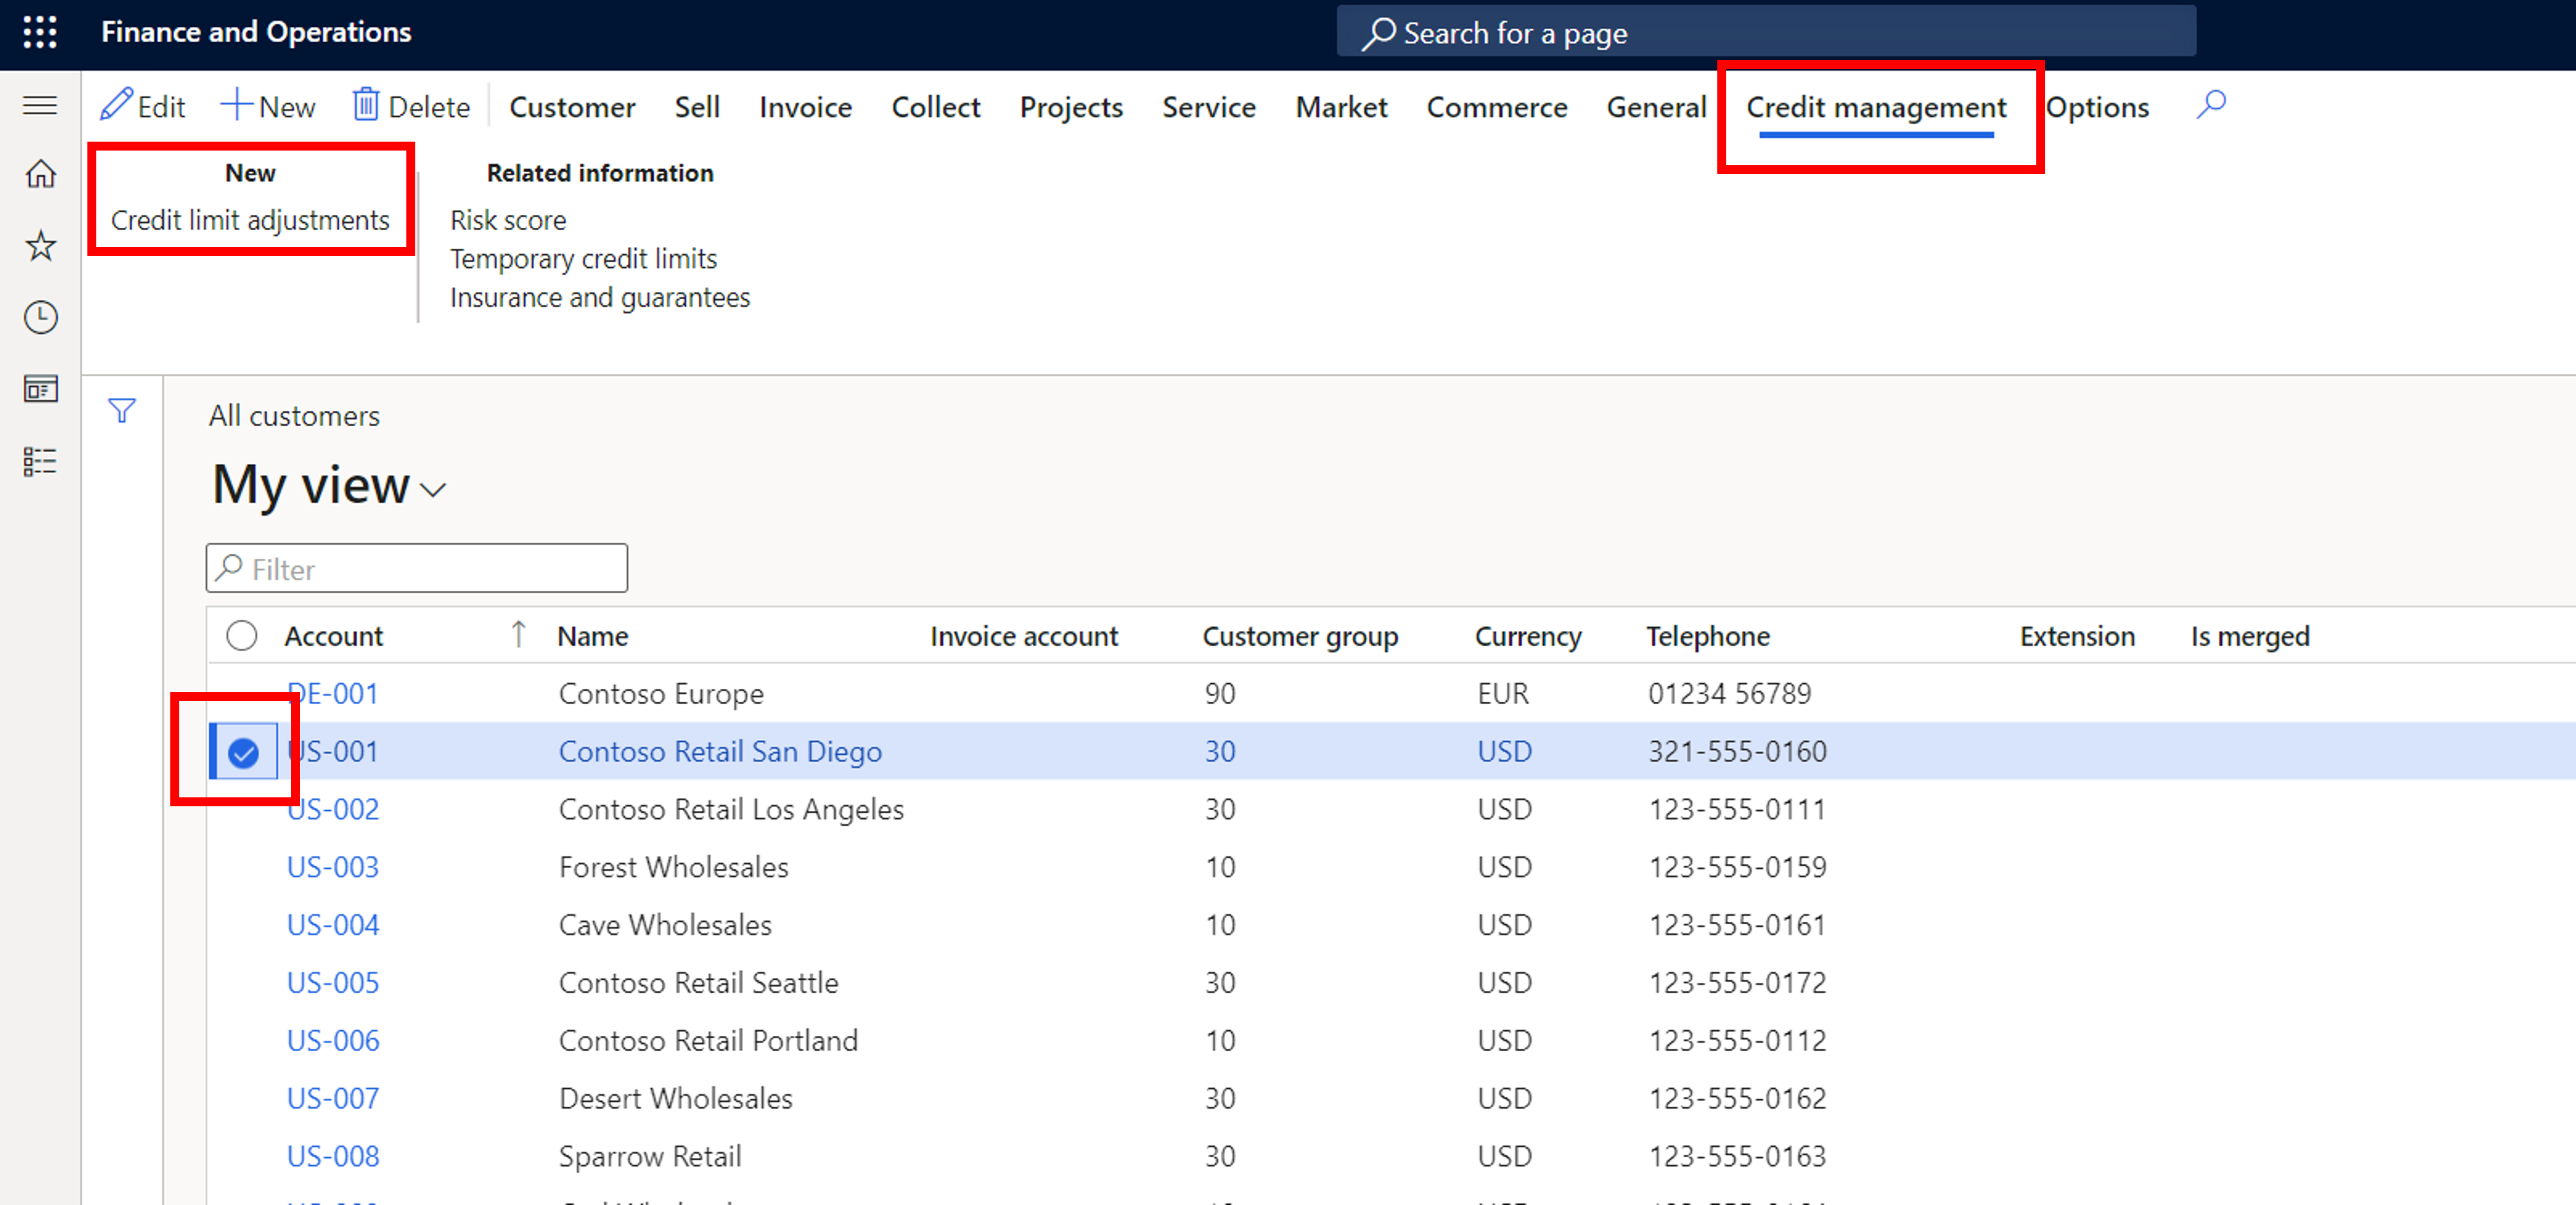 Finance and Operations Search for a page
Edit New Delete Customer Sell Invoice Collect Projects Service Market Commerce General Credit management Options
New Related information
Credit limit adjustments Risk score
Temporary credit limits
Insurance and guarantees
All customers
My view
Filter
Account Name Invoice account Customer group Currency Telephone Extension Is merged
DE-001 Contoso Europe 90 EUR 01234 56789
US-001 Contoso Retail San Diego 30 USD 321-555-0160
US-002 Contoso Retail Los Angeles 30 USD 123-555-0111
US-003 Forest Wholesales 10 USD 123-555-0159
US-004 Cave Wholesales 10 USD 123-555-0161
US-005 Contoso Retail Seattle 30 USD 123-555-0172
US-006 Contoso Retail Portland 10 USD 123-555-0112
US-007 Desert Wholesales 30 USD 123-555-0162
US-008 Sparrow Retail 30 USD 123-555-0163